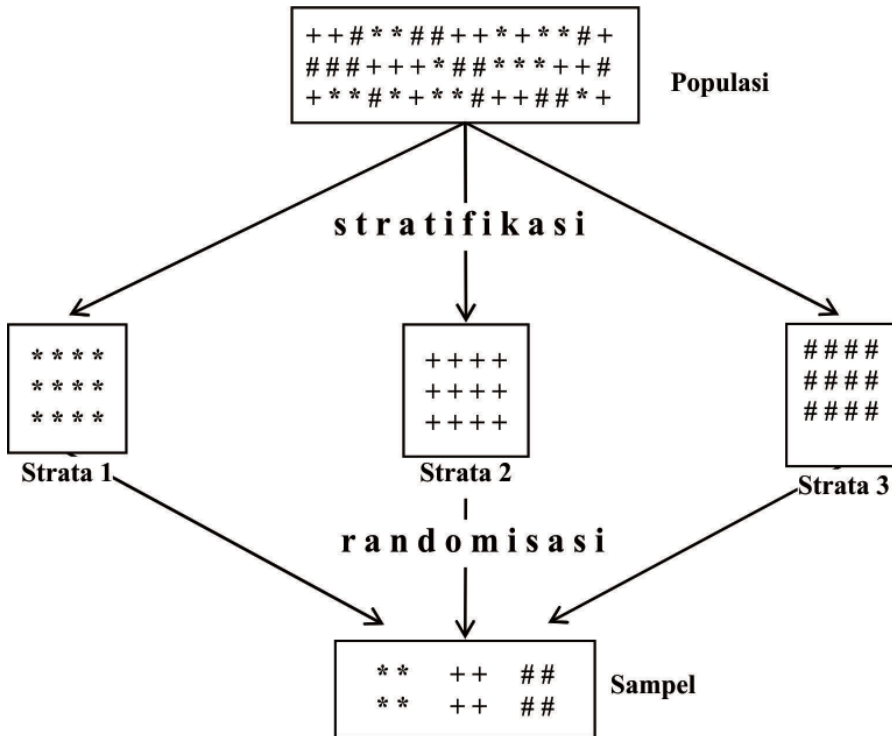 + + # * * # # + + * + * * # +
# # # + + + * # # * * * + + #
+ * * # * + * * # + + # # * +
Populasi
stratifikasi
* * * *
* * * *
* * * *
+ + + +
+ + + +
+ + + +
# # # #
# # # #
# # # #
Strata 1
Strata 2
Strata 3
randomisasi
* * + + # #
* * + + # #
Sampel